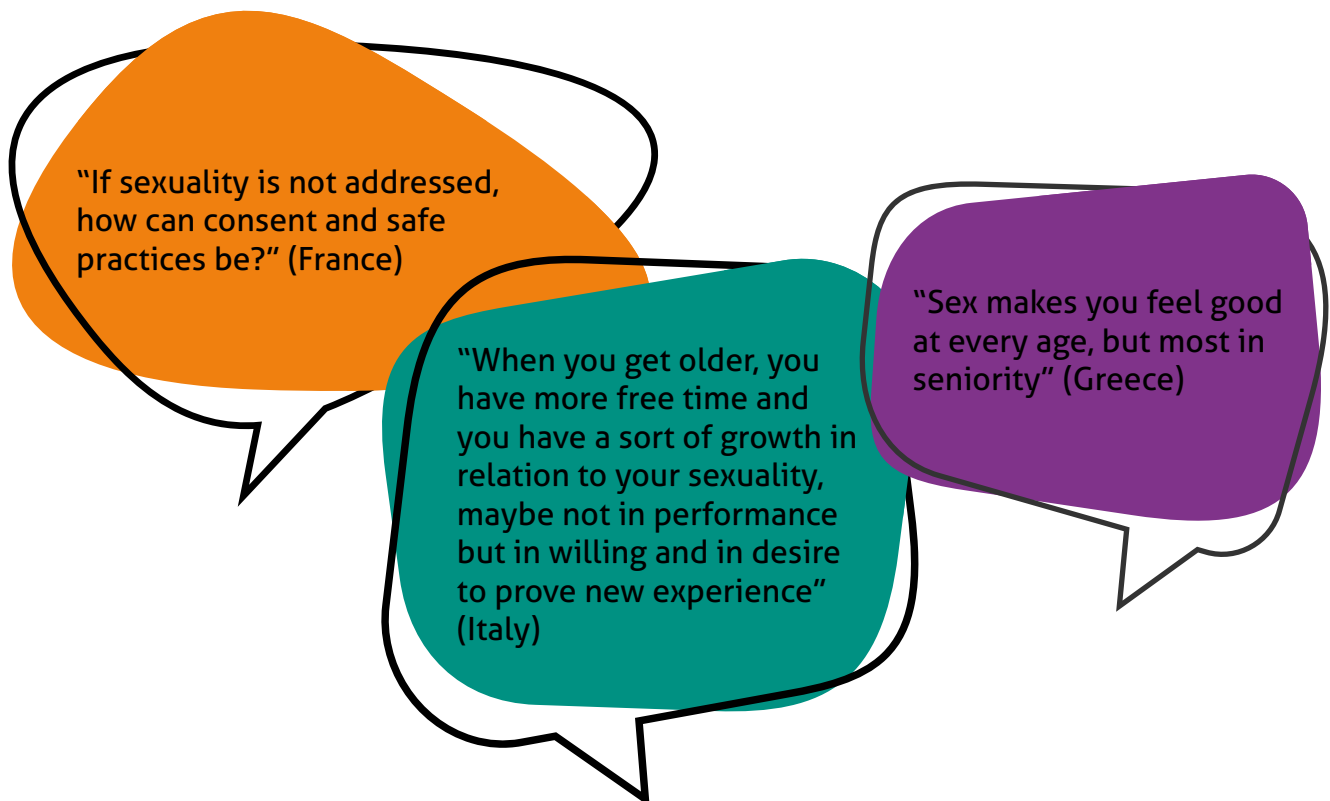 “If sexuality is not addressed,
how can consent and safe
practices be?” (France)
“When you get older, you
have more free time and
you have a sort of growth in
relation to your sexuality,
maybe not in performance
but in willing and in desire
to prove new experience”
(Italy)
“Sex makes you feel good
at every age, but most in
seniority” (Greece)